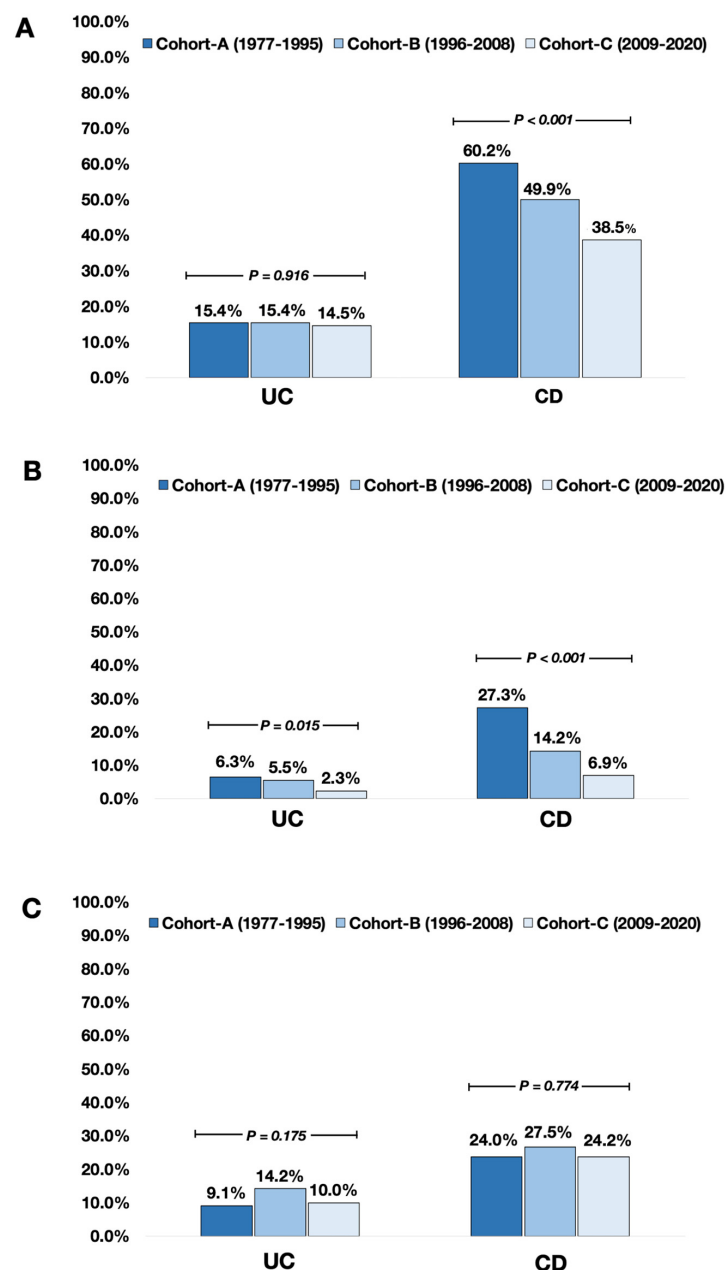 A
100.0%
Cohort-A (1977-1995) Cohort-B (1996-2008) Cohort-C (2009-2020)
90.0%
80.0%
70.0%
P < 0.001
60.0%
60.2%
50.0%
49.9%
40.0%
38.5%
30.0%
P = 0.916
20.0%
15.4% 15.4% 14.5%
10.0%
0.0%
UC CD
B
100.0%
Cohort-A (1977-1995) Cohort-B (1996-2008) Cohort-C (2009-2020)
90.0%
80.0%
70.0%
60.0%
50.0%
40.0%
P < 0.001
30.0%
27.3%
20.0%
P = 0.015
14.2%
10.0%
6.3% 5.5% 2.3% 6.9%
0.0%
UC CD
C
100.0%
Cohort-A (1977-1995) Cohort-B (1996-2008) Cohort-C (2009-2020)
90.0%
80.0%
70.0%
60.0%
50.0%
P = 0.774
40.0%
30.0%
P = 0.175
24.0% 27.5% 24.2%
20.0%
9.1% 14.2% 10.0%
10.0%
0.0%
UC CD